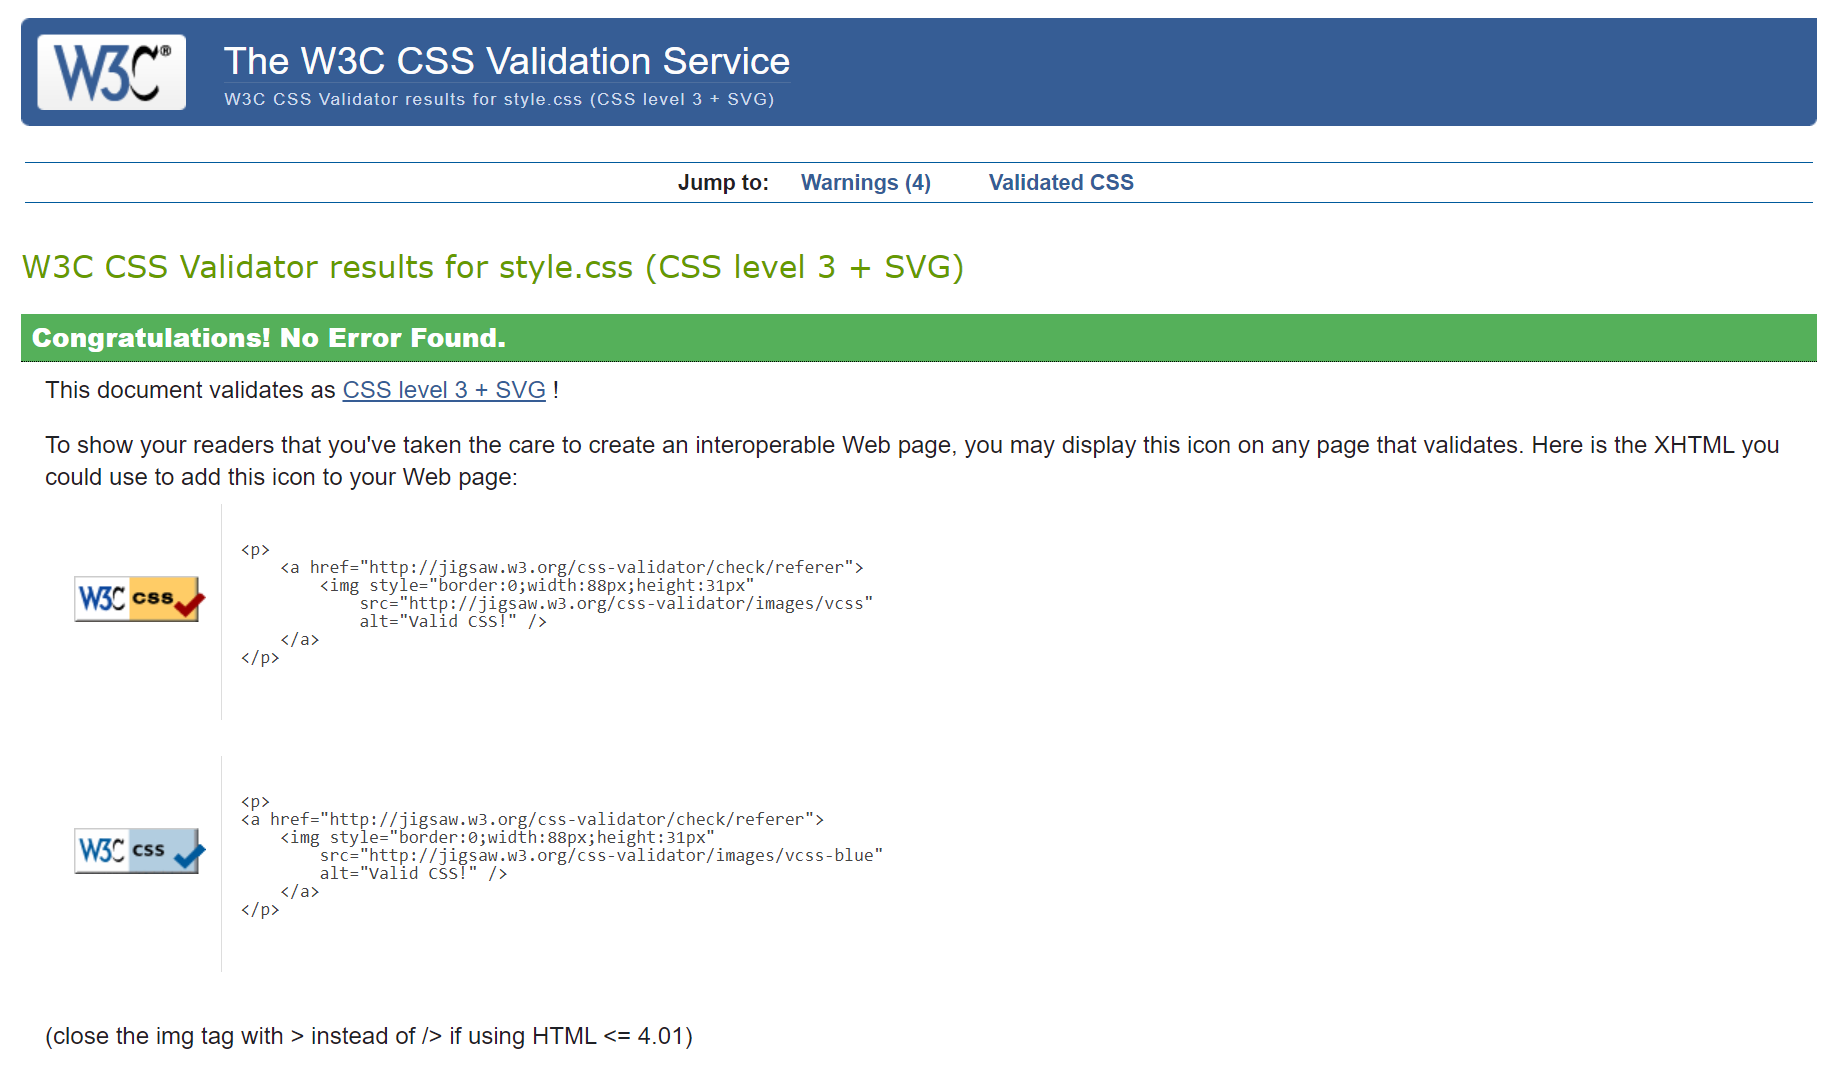 W3C®
The W3C CSS Validation Service
W3C CSS Validator results for style.css (CSS level 3 + SVG)
Jump to: Warnings (4) Validated CSS
W3C CSS Validator results for style.css (CSS level 3 + SVG)
Congratulations! No Error Found.
This document validates as CSS level 3 + SVG !
To show your readers that you've taken the care to create an interoperable Web page, you may display this icon on any page that validates. Here is the XHTML you
could use to add this icon to your Web page:
W3C css
<p>
    <a href="http://jigsaw.w3.org/css-validator/check/referer">
        <img style="border:0;width:88px;height:31px"
            src="http://jigsaw.w3.org/css-validator/images/vcss"
            alt="Valid CSS!" />
    </a>
</p>
W3C css
<p>
<a href="http://jigsaw.w3.org/css-validator/check/referer">
    <img style="border:0;width:88px;height:31px"
        src="http://jigsaw.w3.org/css-validator/images/vcss-blue"
        alt="Valid CSS!" />
    </a>
</p>
(close the img tag with > instead of /> if using HTML <= 4.01)